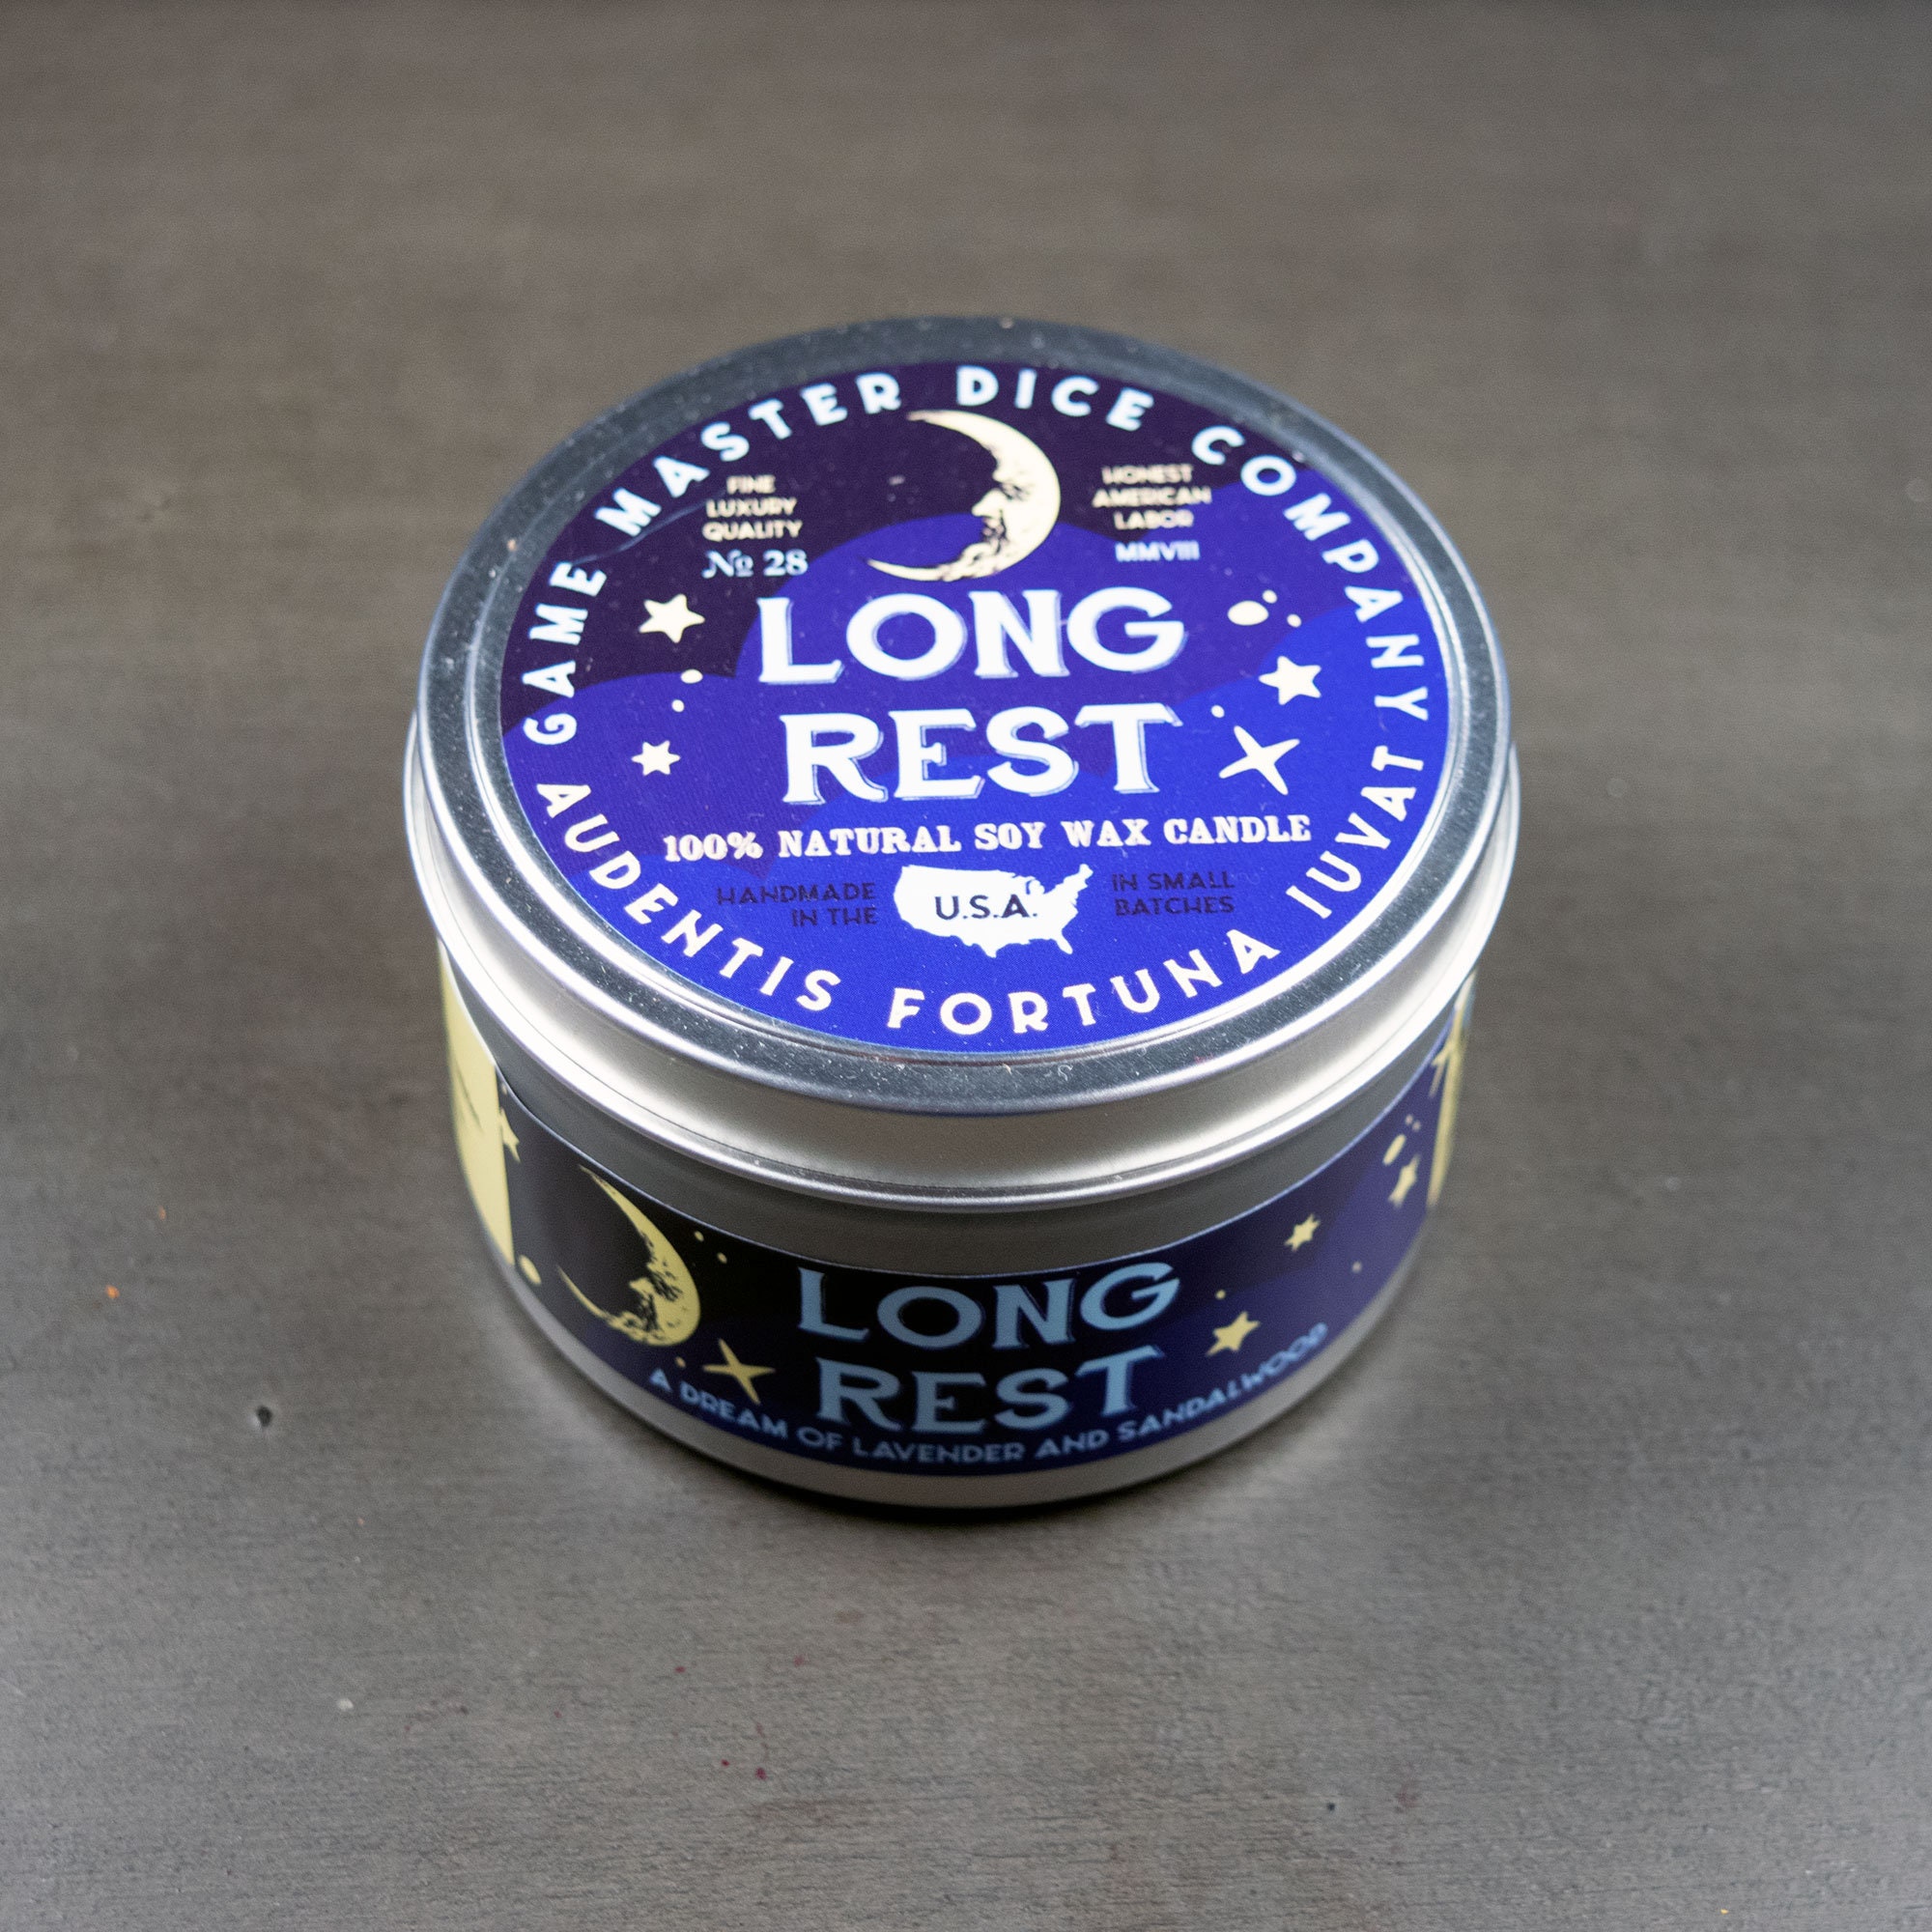 GAME MASTER DICE COMPANY
FINE
LUXURY
QUALITY
№ 28
HONEST
AMERICAN
LABOR
MMVIII
LONG
REST
100% NATURAL SOY WAX CANDLE
HANDMADE
IN THE
U.S.A.
IN SMALL
BATCHES
AUDENTIS FORTUNA IUVAT
LONG
REST
A DREAM OF LAVENDER AND SANDALWOOD